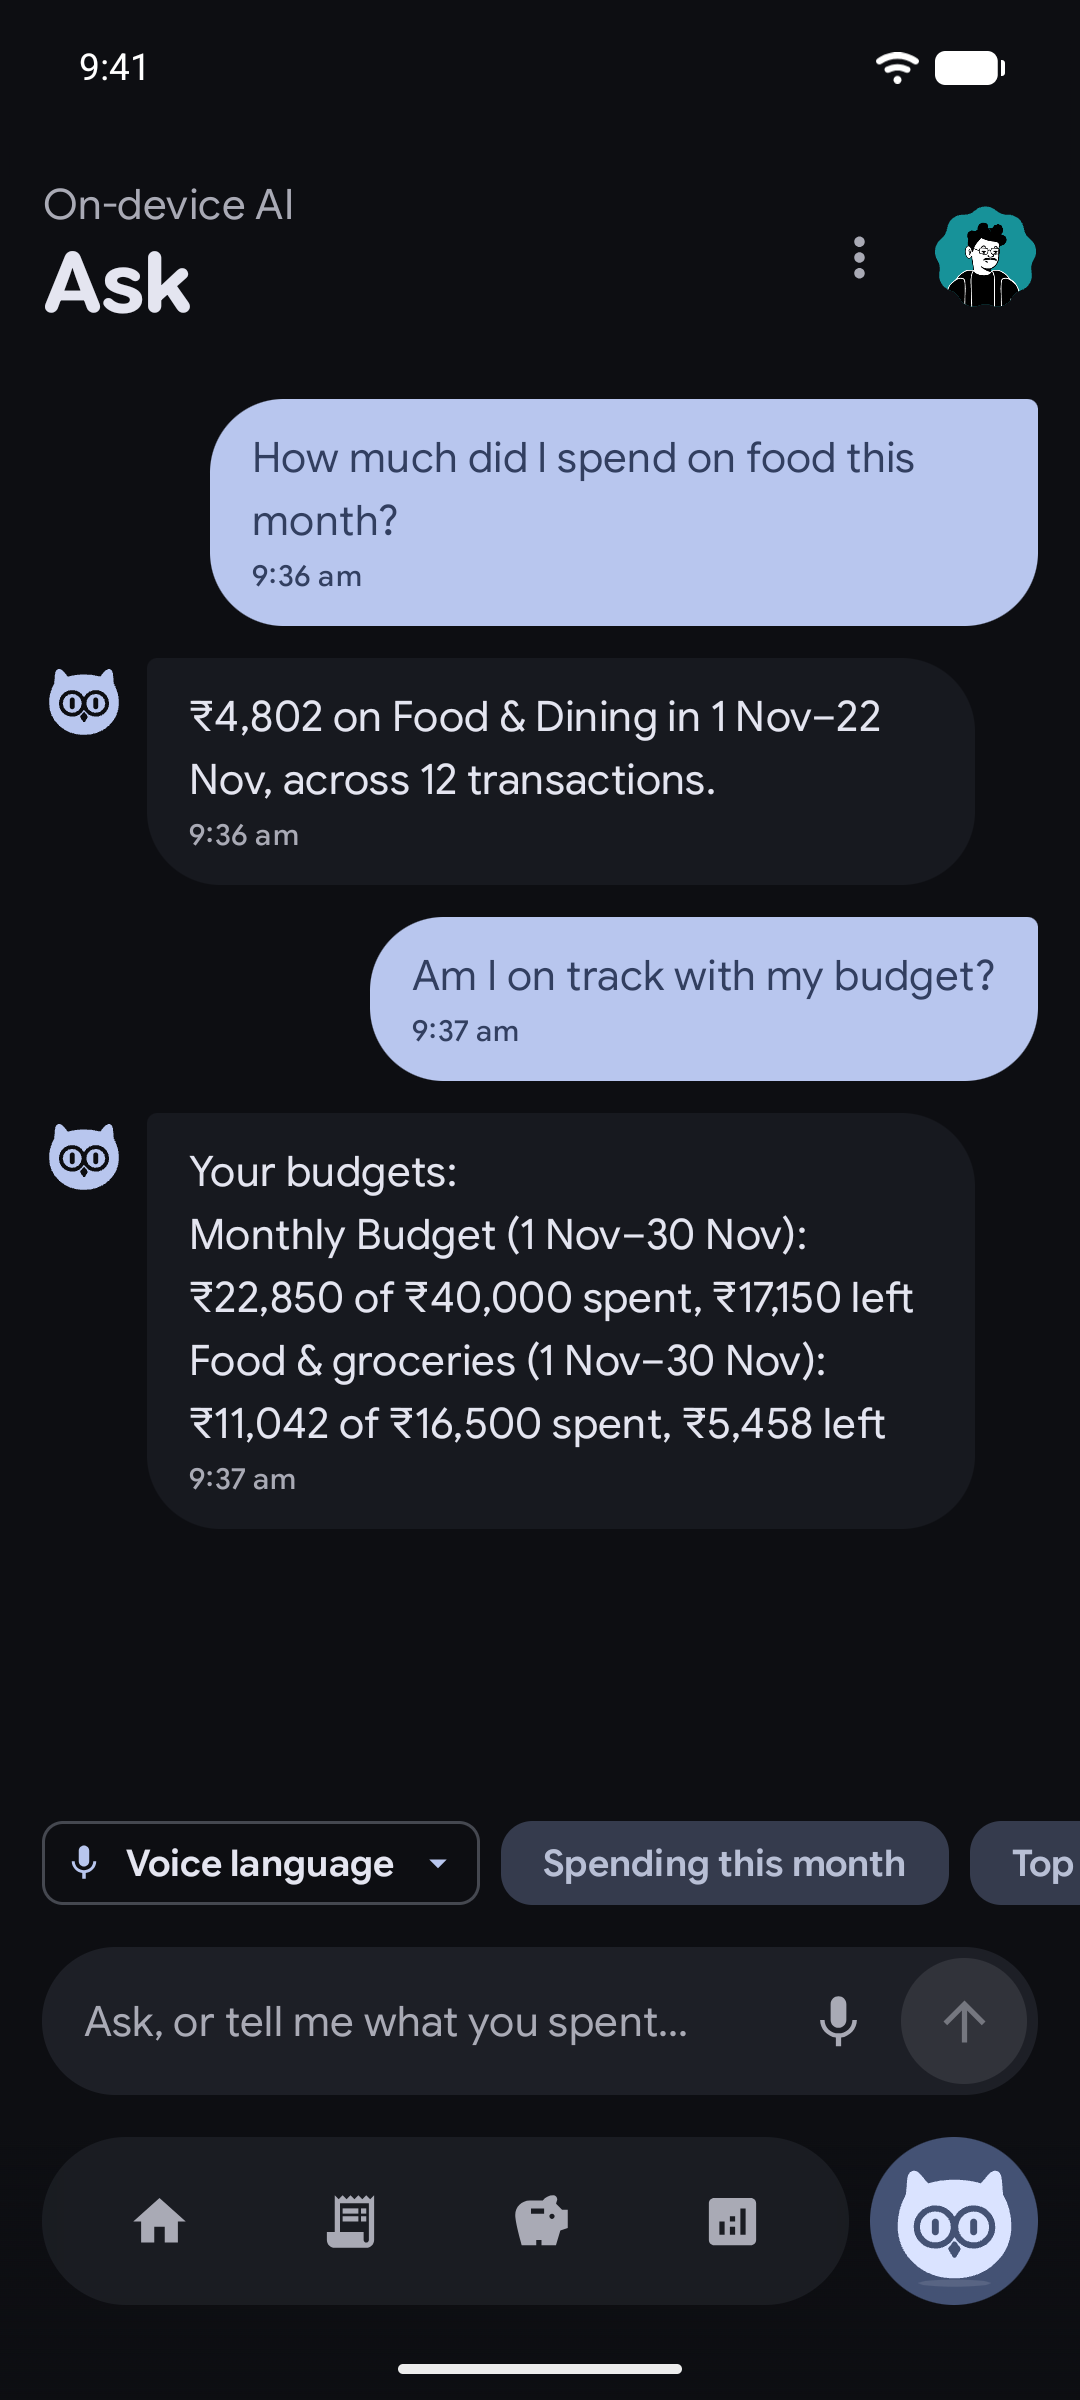 9:41
On-device AI
Ask
How much did I spend on food this
month?
9:36 am
₹4,802 on Food & Dining in 1 Nov–22
Nov, across 12 transactions.
9:36 am
Am I on track with my budget?
9:37 am
Your budgets:
Monthly Budget (1 Nov–30 Nov):
₹22,850 of ₹40,000 spent, ₹17,150 left
Food & groceries (1 Nov–30 Nov):
₹11,042 of ₹16,500 spent, ₹5,458 left
9:37 am
Voice language
Spending this month
Top
Ask, or tell me what you spent...